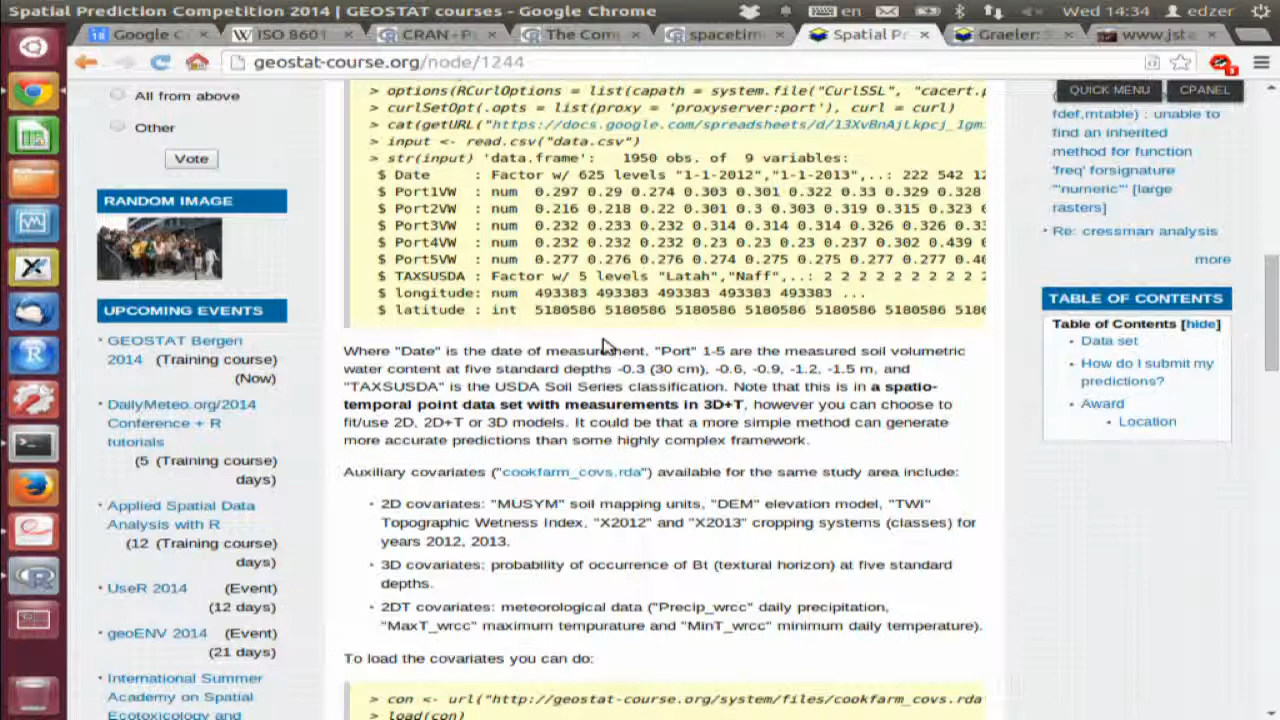 Spatial Prediction Competition 2014 | GEOSTAT courses - Google Chrome
en
Wed 14:34
edzer
18 Google C
ISO 8601
CRAN - P
The Com
spacetim
Spatial Pr
Graeler: S
www.jst
geostat-course.org/node/1244
QUICK MENU
CPANEL
All from above
Other
Vote
RANDOM IMAGE
UPCOMING EVENTS
GEOSTAT Bergen
2014 (Training course)
(Now)
DailyMeteo.org/2014
Conference + R
tutorials
(5 (Training course)
days)
Applied Spatial Data
Analysis with R
(12 (Training course)
days)
UseR 2014 (Event)
(12 days)
geoENV 2014 (Event)
(21 days)
International Summer
Academy on Spatial
Ecotoxicology and
> options(RCurlOptions = list(capath = system.file("CurlSSL", "cacert.p
> curlSetOpt(.opts = list(proxy = 'proxyserver:port'), curl = curl)
> cat(getURL("https://docs.google.com/spreadsheets/d/13XvBnAjLkpcj_1gm
> input <- read.csv("data.csv")
> str(input) 'data.frame': 1950 obs. of 9 variables:
$ Date : Factor w/ 625 levels "1-1-2012","1-1-2013",..: 222 542 12
$ Port1VW : num 0.297 0.29 0.274 0.303 0.301 0.322 0.33 0.329 0.328
$ Port2VW : num 0.216 0.218 0.22 0.301 0.3 0.303 0.319 0.315 0.323
$ Port3VW : num 0.232 0.233 0.232 0.314 0.314 0.314 0.326 0.326 0.33
$ Port4VW : num 0.232 0.232 0.232 0.23 0.23 0.23 0.237 0.302 0.439
$ Port5VW : num 0.277 0.276 0.276 0.274 0.275 0.275 0.277 0.277 0.40
$ TAXSUSDA : Factor w/ 5 levels "Latah","Naff",..: 2 2 2 2 2 2 2 2 2
$ longitude: num 493383 493383 493383 493383 493383 ...
$ latitude : int 5180586 5180586 5180586 5180586 5180586 5180586 5180586 5180
Where "Date" is the date of measurement, "Port" 1-5 are the measured soil volumetric
water content at five standard depths -0.3 (30 cm), -0.6, -0.9, -1.2, -1.5 m, and
"TAXSUSDA" is the USDA Soil Series classification. Note that this is in a spatio-
temporal point data set with measurements in 3D+T, however you can choose to
fit/use 2D, 2D+T or 3D models. It could be that a more simple method can generate
more accurate predictions than some highly complex framework.
Auxiliary covariates ("cookfarm_covs.rda") available for the same study area include:
2D covariates: "MUSYM" soil mapping units, "DEM" elevation model, "TWI"
Topographic Wetness Index, "X2012" and "X2013" cropping systems (classes) for
years 2012, 2013.
3D covariates: probability of occurrence of Bt (textural horizon) at five standard
depths.
2DT covariates: meteorological data ("Precip_wrcc" daily precipitation,
"MaxT_wrcc" maximum tempurature and "MinT_wrcc" minimum daily temperature).
To load the covariates you can do:
> con <- url("http://geostat-course.org/system/files/cookfarm_covs.rda
> load(con)
fdef,mtable) : unable to
find an inherited
method for function
'freq' forsignature
'"numeric"' [large
rasters]
Re: cressman analysis
more
TABLE OF CONTENTS
Table of Contents [hide]
Data set
How do I submit my
predictions?
Award
Location